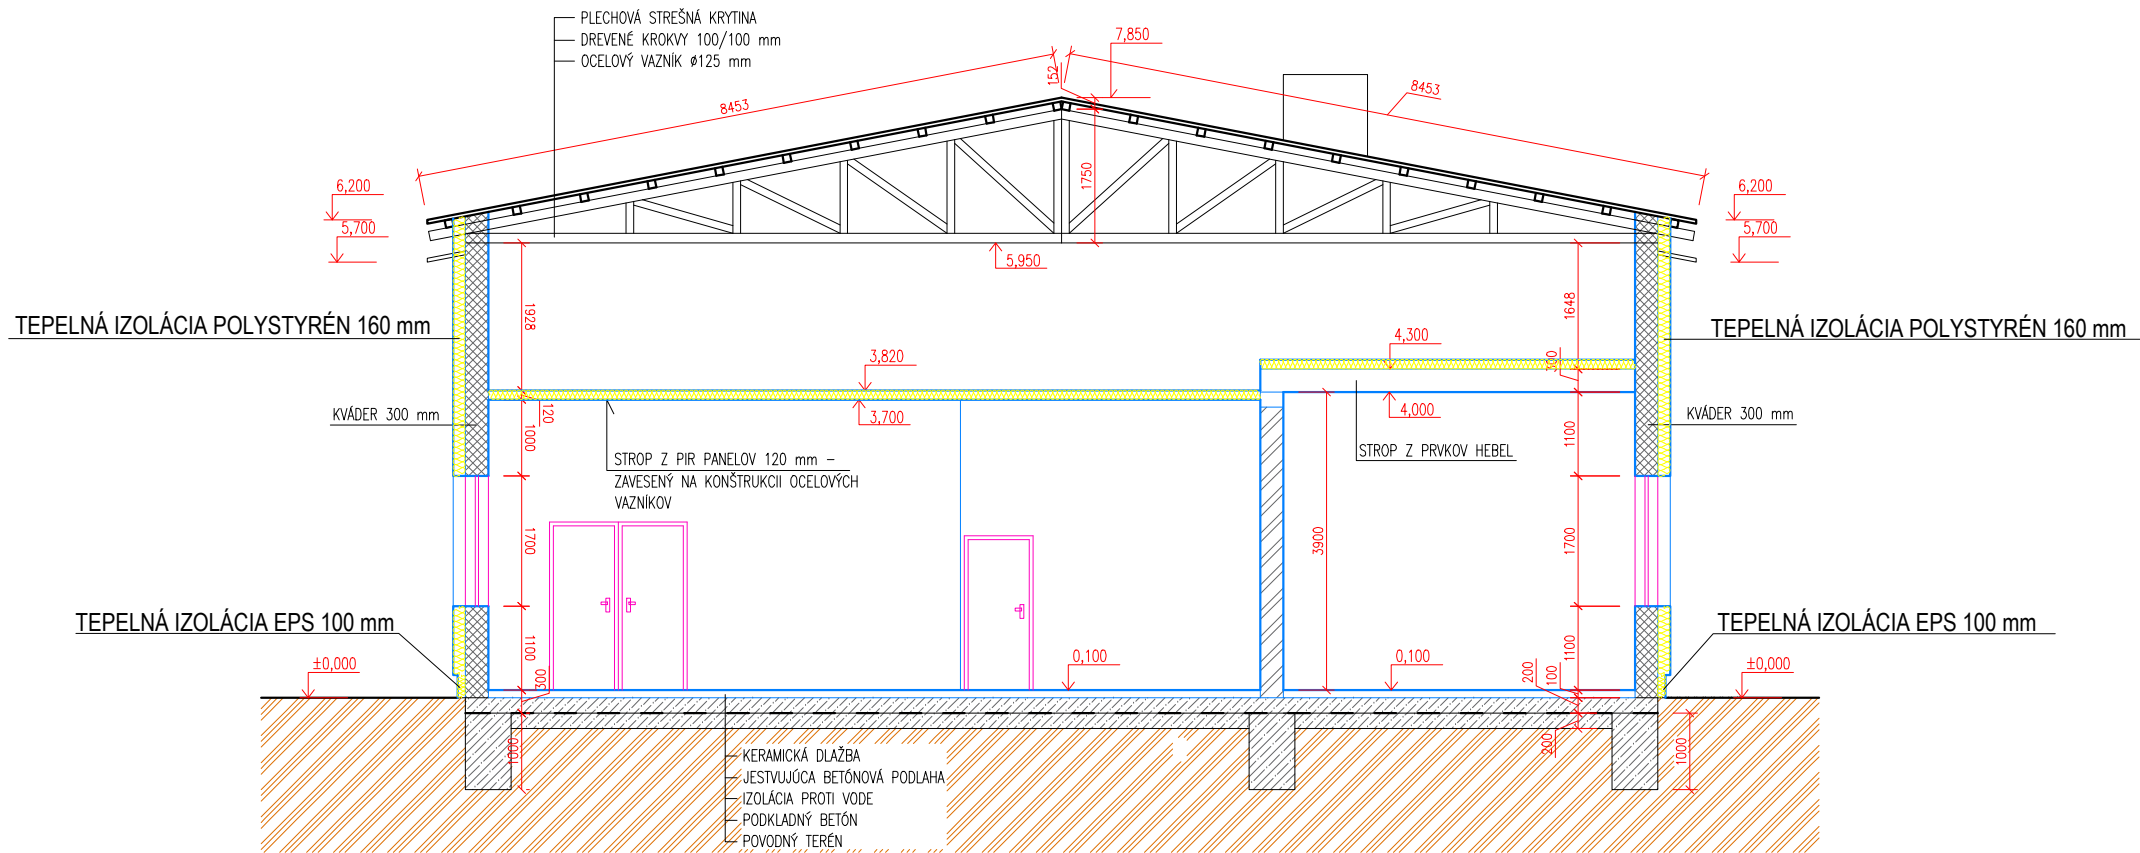 PLECHOVÁ STREŠNÁ KRYTINA
DREVENÉ KROKVY 100/100 mm
OCELOVÝ VAZNÍK ø125 mm
7,850
152
8453
8453
1750
6,200
5,700
6,200
5,700
5,950
1928
1648
TEPELNÁ IZOLÁCIA POLYSTYRÉN 160 mm
TEPELNÁ IZOLÁCIA POLYSTYRÉN 160 mm
4,300
300
3,820
KVÁDER 300 mm
120
3,700
4,000
KVÁDER 300 mm
1000
1100
STROP Z PIR PANELOV 120 mm –
ZAVESENÝ NA KONŠTRUKCII OCELOVÝCH
VAZNÍKOV
STROP Z PRVKOV HEBEL
1700
3900
1700
TEPELNÁ IZOLÁCIA EPS 100 mm
TEPELNÁ IZOLÁCIA EPS 100 mm
1100
1100
±0,000
0,100
0,100
±0,000
300
200
100
1000
200
1000
KERAMICKÁ DLAŽBA
JESTVUJÚCA BETÓNOVÁ PODLAHA
IZOLÁCIA PROTI VODE
PODKLADNÝ BETÓN
POVODNÝ TERÉN